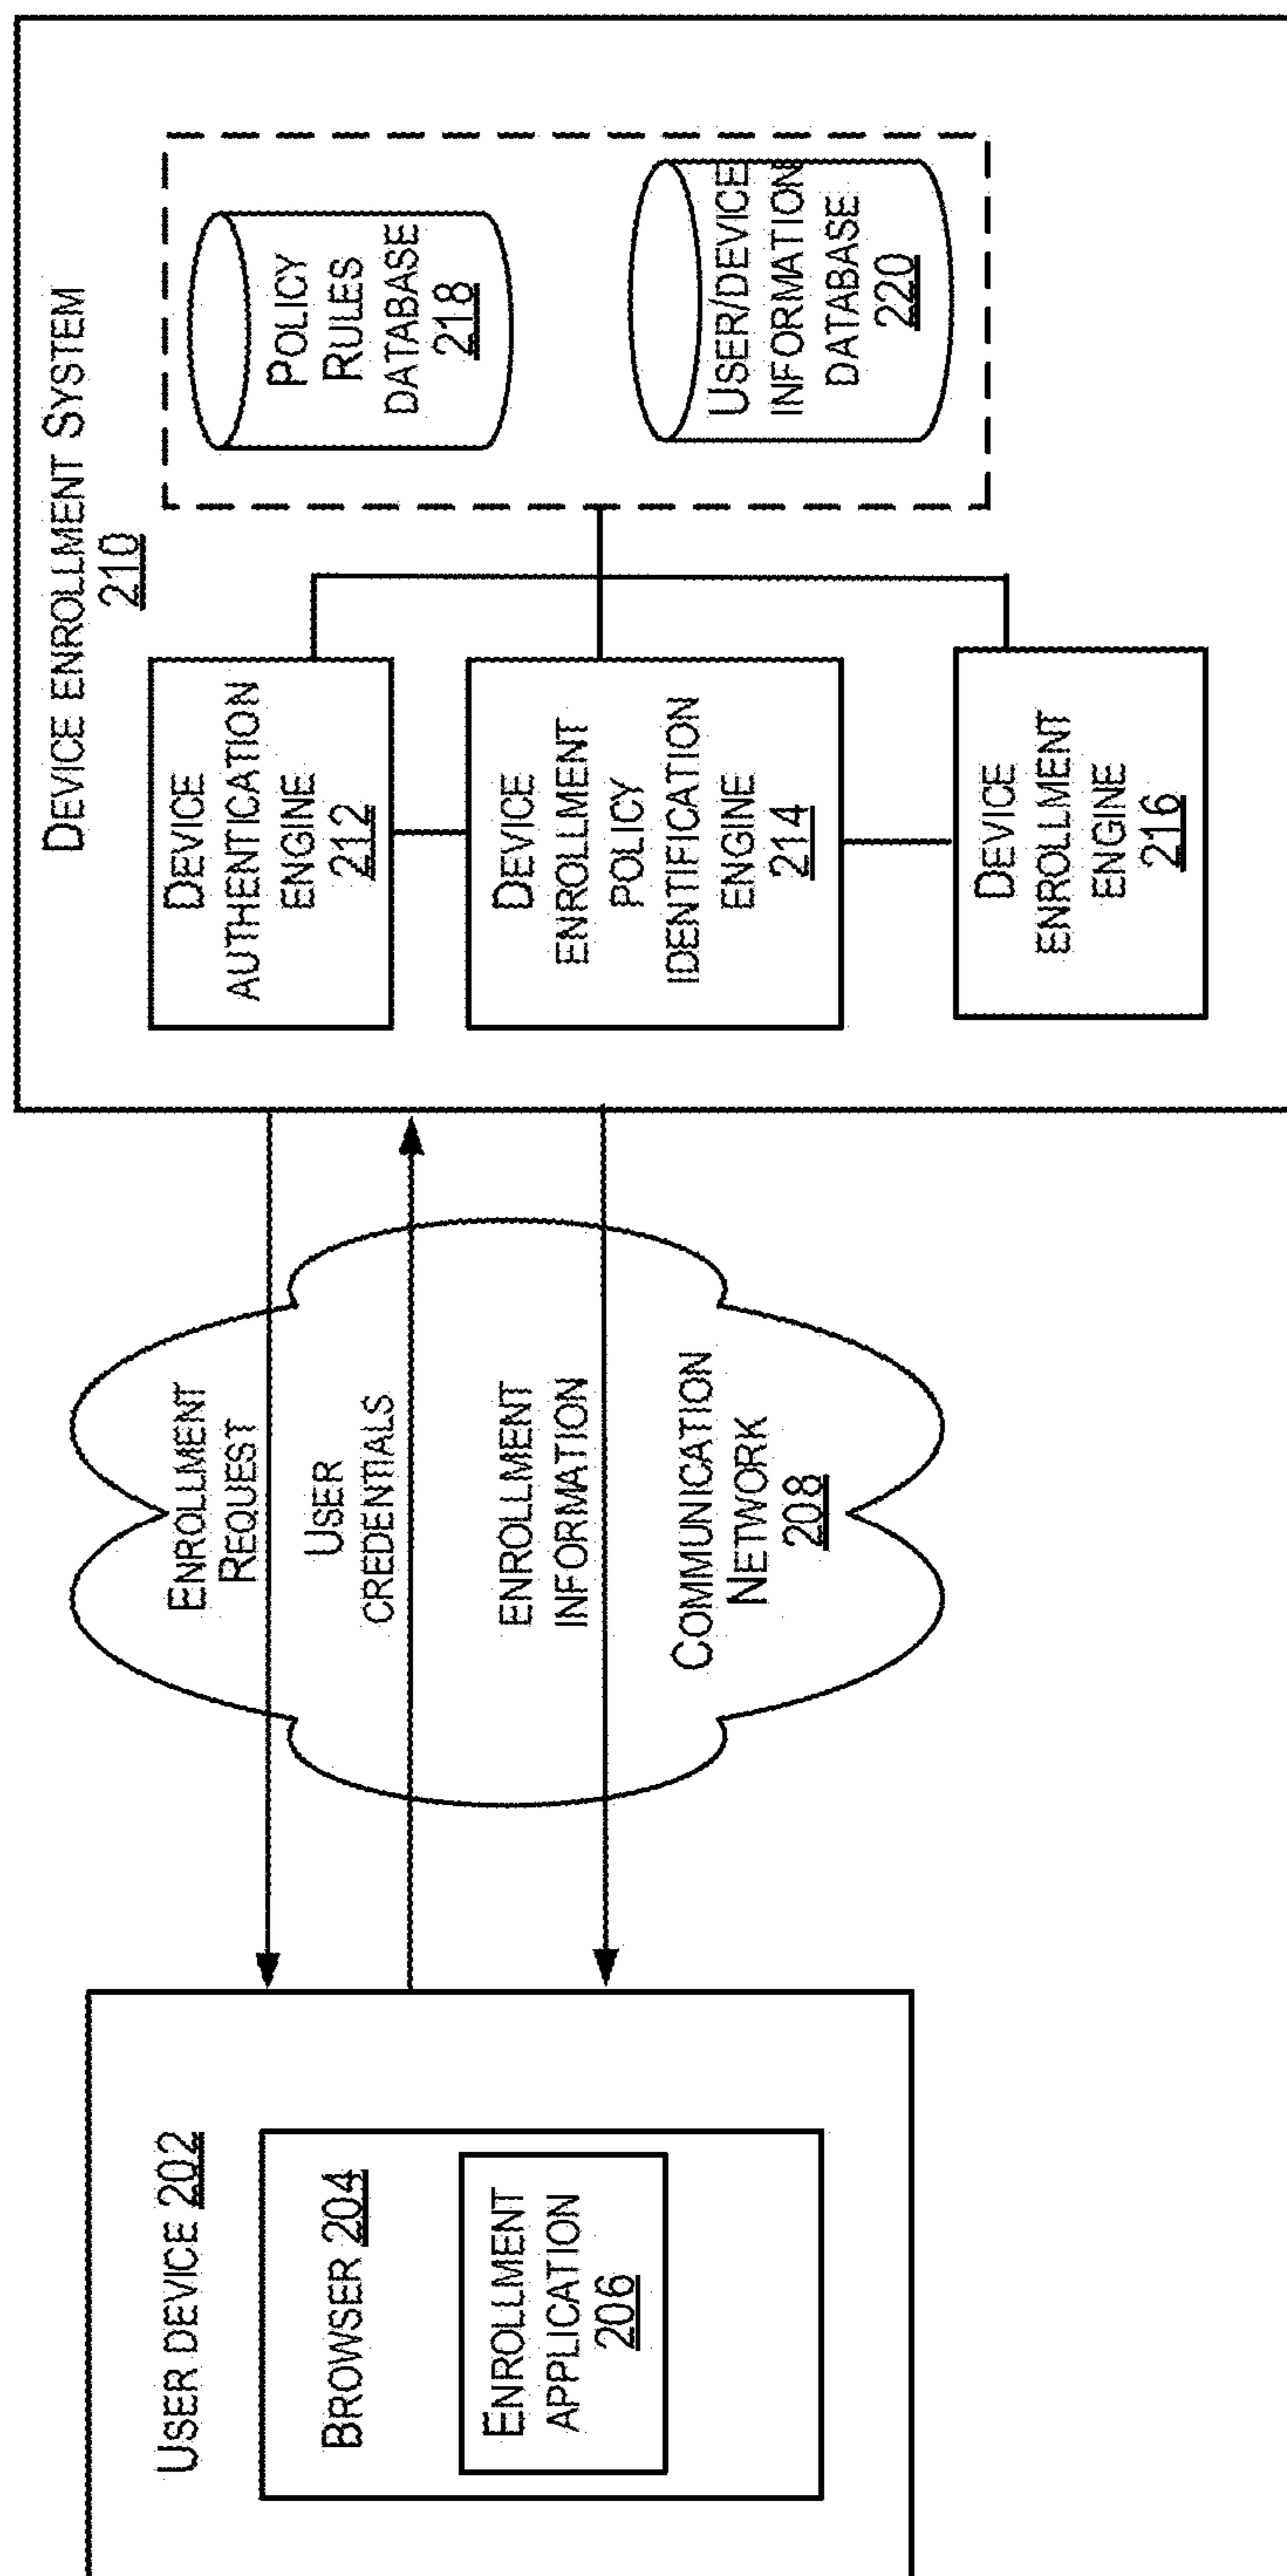 USER DEVICE 202
BROWSER 204
ENROLLMENT
APPLICATION
206
ENROLLMENT
REQUEST
USER
CREDENTIALS
ENROLLMENT
INFORMATION
COMMUNICATION
NETWORK
208
DEVICE ENROLLMENT SYSTEM
210
DEVICE
AUTHENTICATION
ENGINE
212
DEVICE
ENROLLMENT
POLICY
IDENTIFICATION
ENGINE
214
DEVICE
ENROLLMENT
ENGINE
216
POLICY
RULES
DATABASE
218
USER/DEVICE
INFORMATION
DATABASE
220